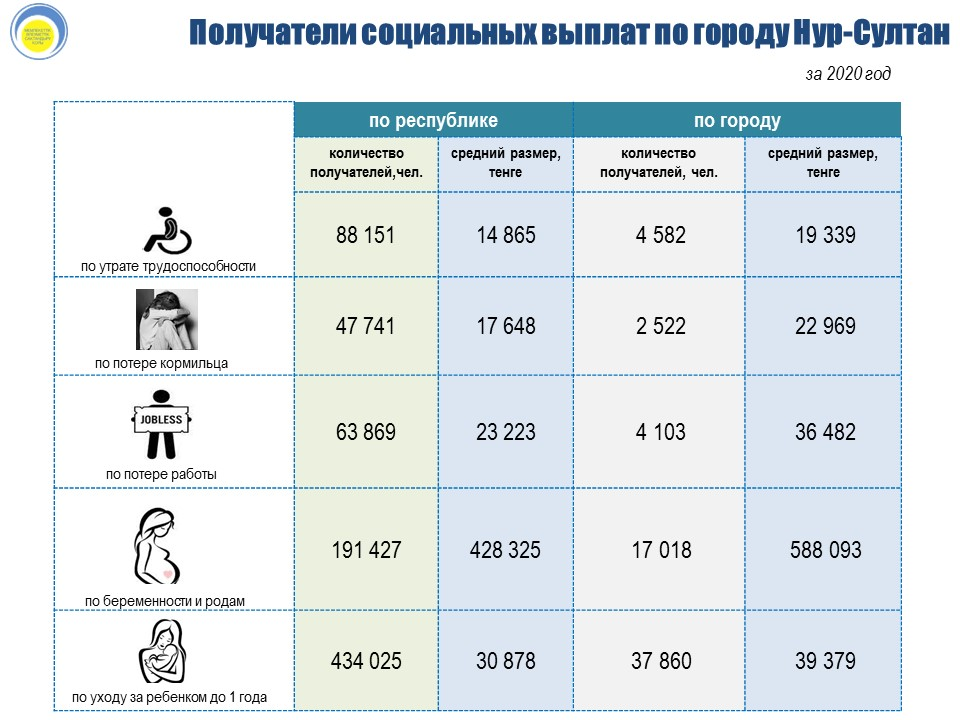 Получатели социальных выплат по городу Нур-Султан
за 2020 год
по республике по городу
количество получателей,чел. средний размер, тенге количество получателей, чел. средний размер, тенге
88 151 14 865 4 582 19 339
по утрате трудоспособности
47 741 17 648 2 522 22 969
по потере кормильца
JOBLESS
63 869 23 223 4 103 36 482
по потере работы
191 427 428 325 17 018 588 093
по беременности и родам
434 025 30 878 37 860 39 379
по уходу за ребенком до 1 года